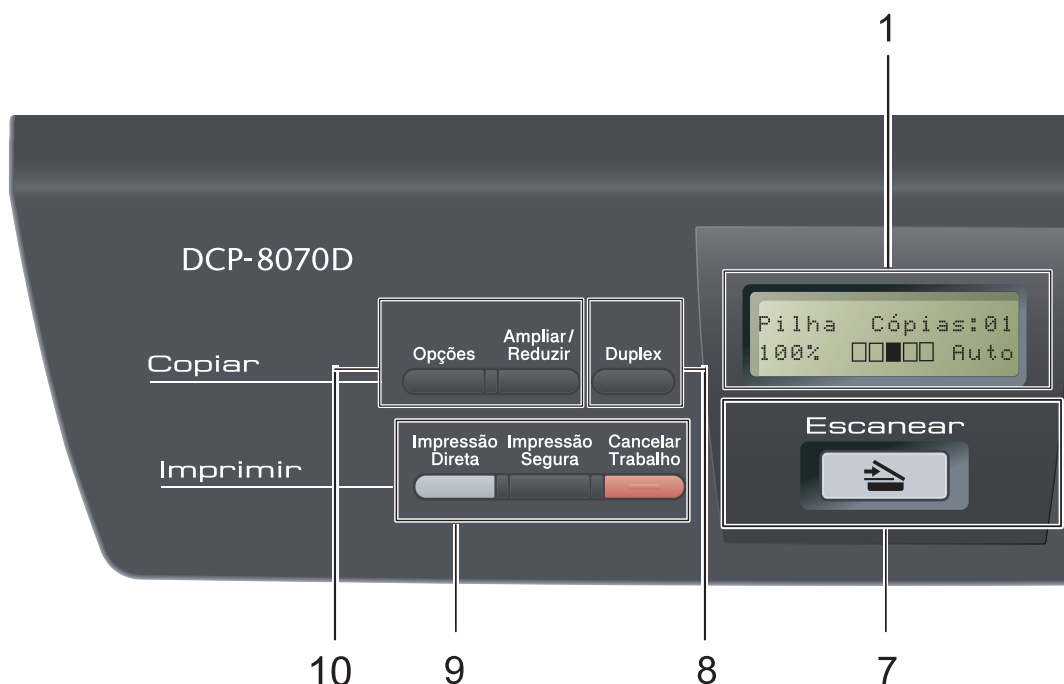 1
DCP-8070D
Copiar
Opções
Ampliar/
Reduzir
Duplex
Pilha Cópias:01
100% Auto
Escanear
Imprimir
Impressão
Direta
Impressão
Segura
Cancelar
Trabalho
10
9
8
7